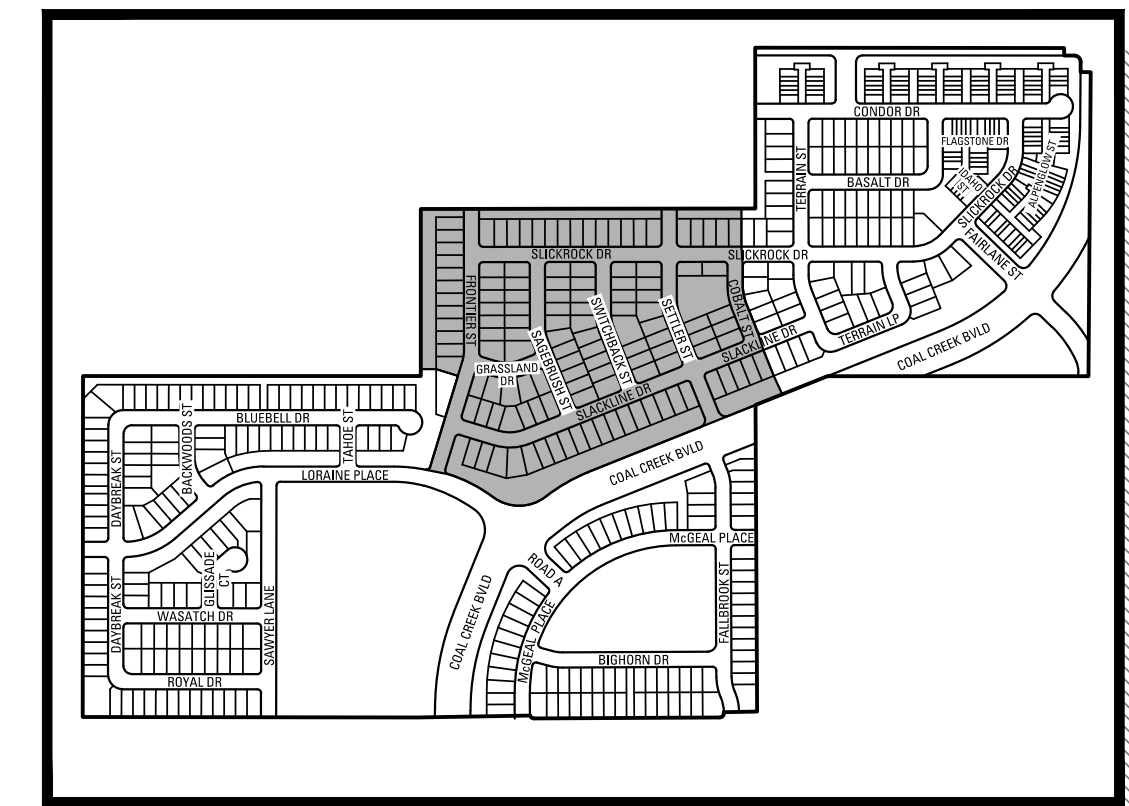 CONDOR DR
FLAGSTONE DR
TERRAIN ST
BASALT DR
IDAHO
ST
SLICKROCK DR
ALPENGLOW ST
FAIRLANE ST
SLICKROCK DR
SLICKROCK DR
FRONTIER ST
COBALT ST
SWITCHBACK ST
SETTLER ST
SAGEBRUSH ST
SLACKLINE DR
TERRAIN LP
COAL CREEK BVLD
GRASSLAND
DR
SLACKLINE DR
BLUEBELL DR
BACKWOODS ST
TAHOE ST
DAYBREAK ST
LORAINE PLACE
COAL CREEK BVLD
McGEAL PLACE
GLISSADE
CT
ROAD A
DAYBREAK ST
WASATCH DR
SAWYER LANE
COAL CREEK BVLD
McGEAL PLACE
FALLBROOK ST
BIGHORN DR
ROYAL DR